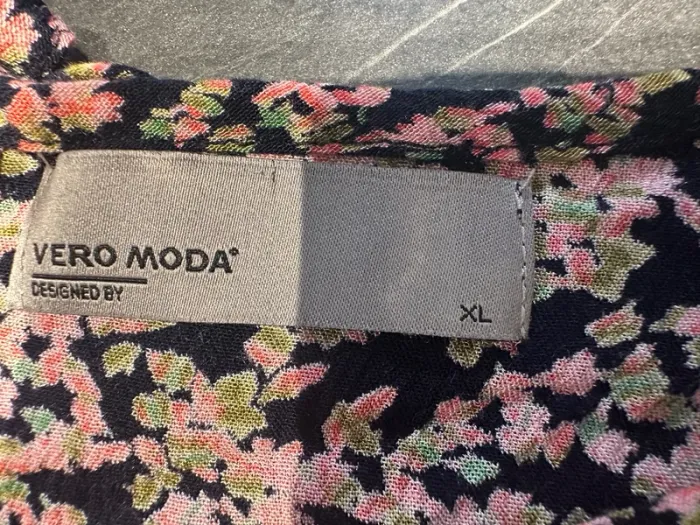 VERO MODA®
DESIGNED BY
XL